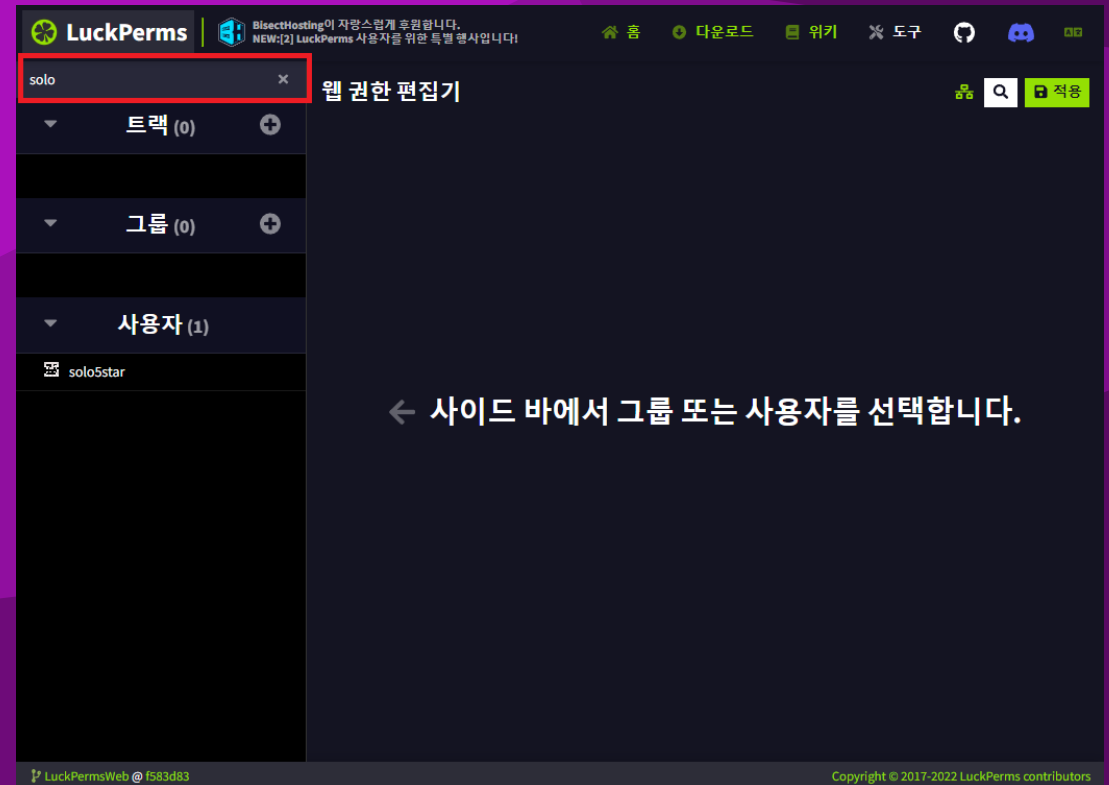 LuckPerms
BisectHosting이 자랑스럽게 후원합니다.
NEW:[2] LuckPerms 사용자를 위한 특별 행사입니다!
홈 다운로드 위키 도구
solo
웹 권한 편집기
적용
트랙 (0)
그룹 (0)
사용자 (1)
solo5star
사이드 바에서 그룹 또는 사용자를 선택합니다.
LuckPermsWeb @ f583d83
Copyright © 2017-2022 LuckPerms contributors